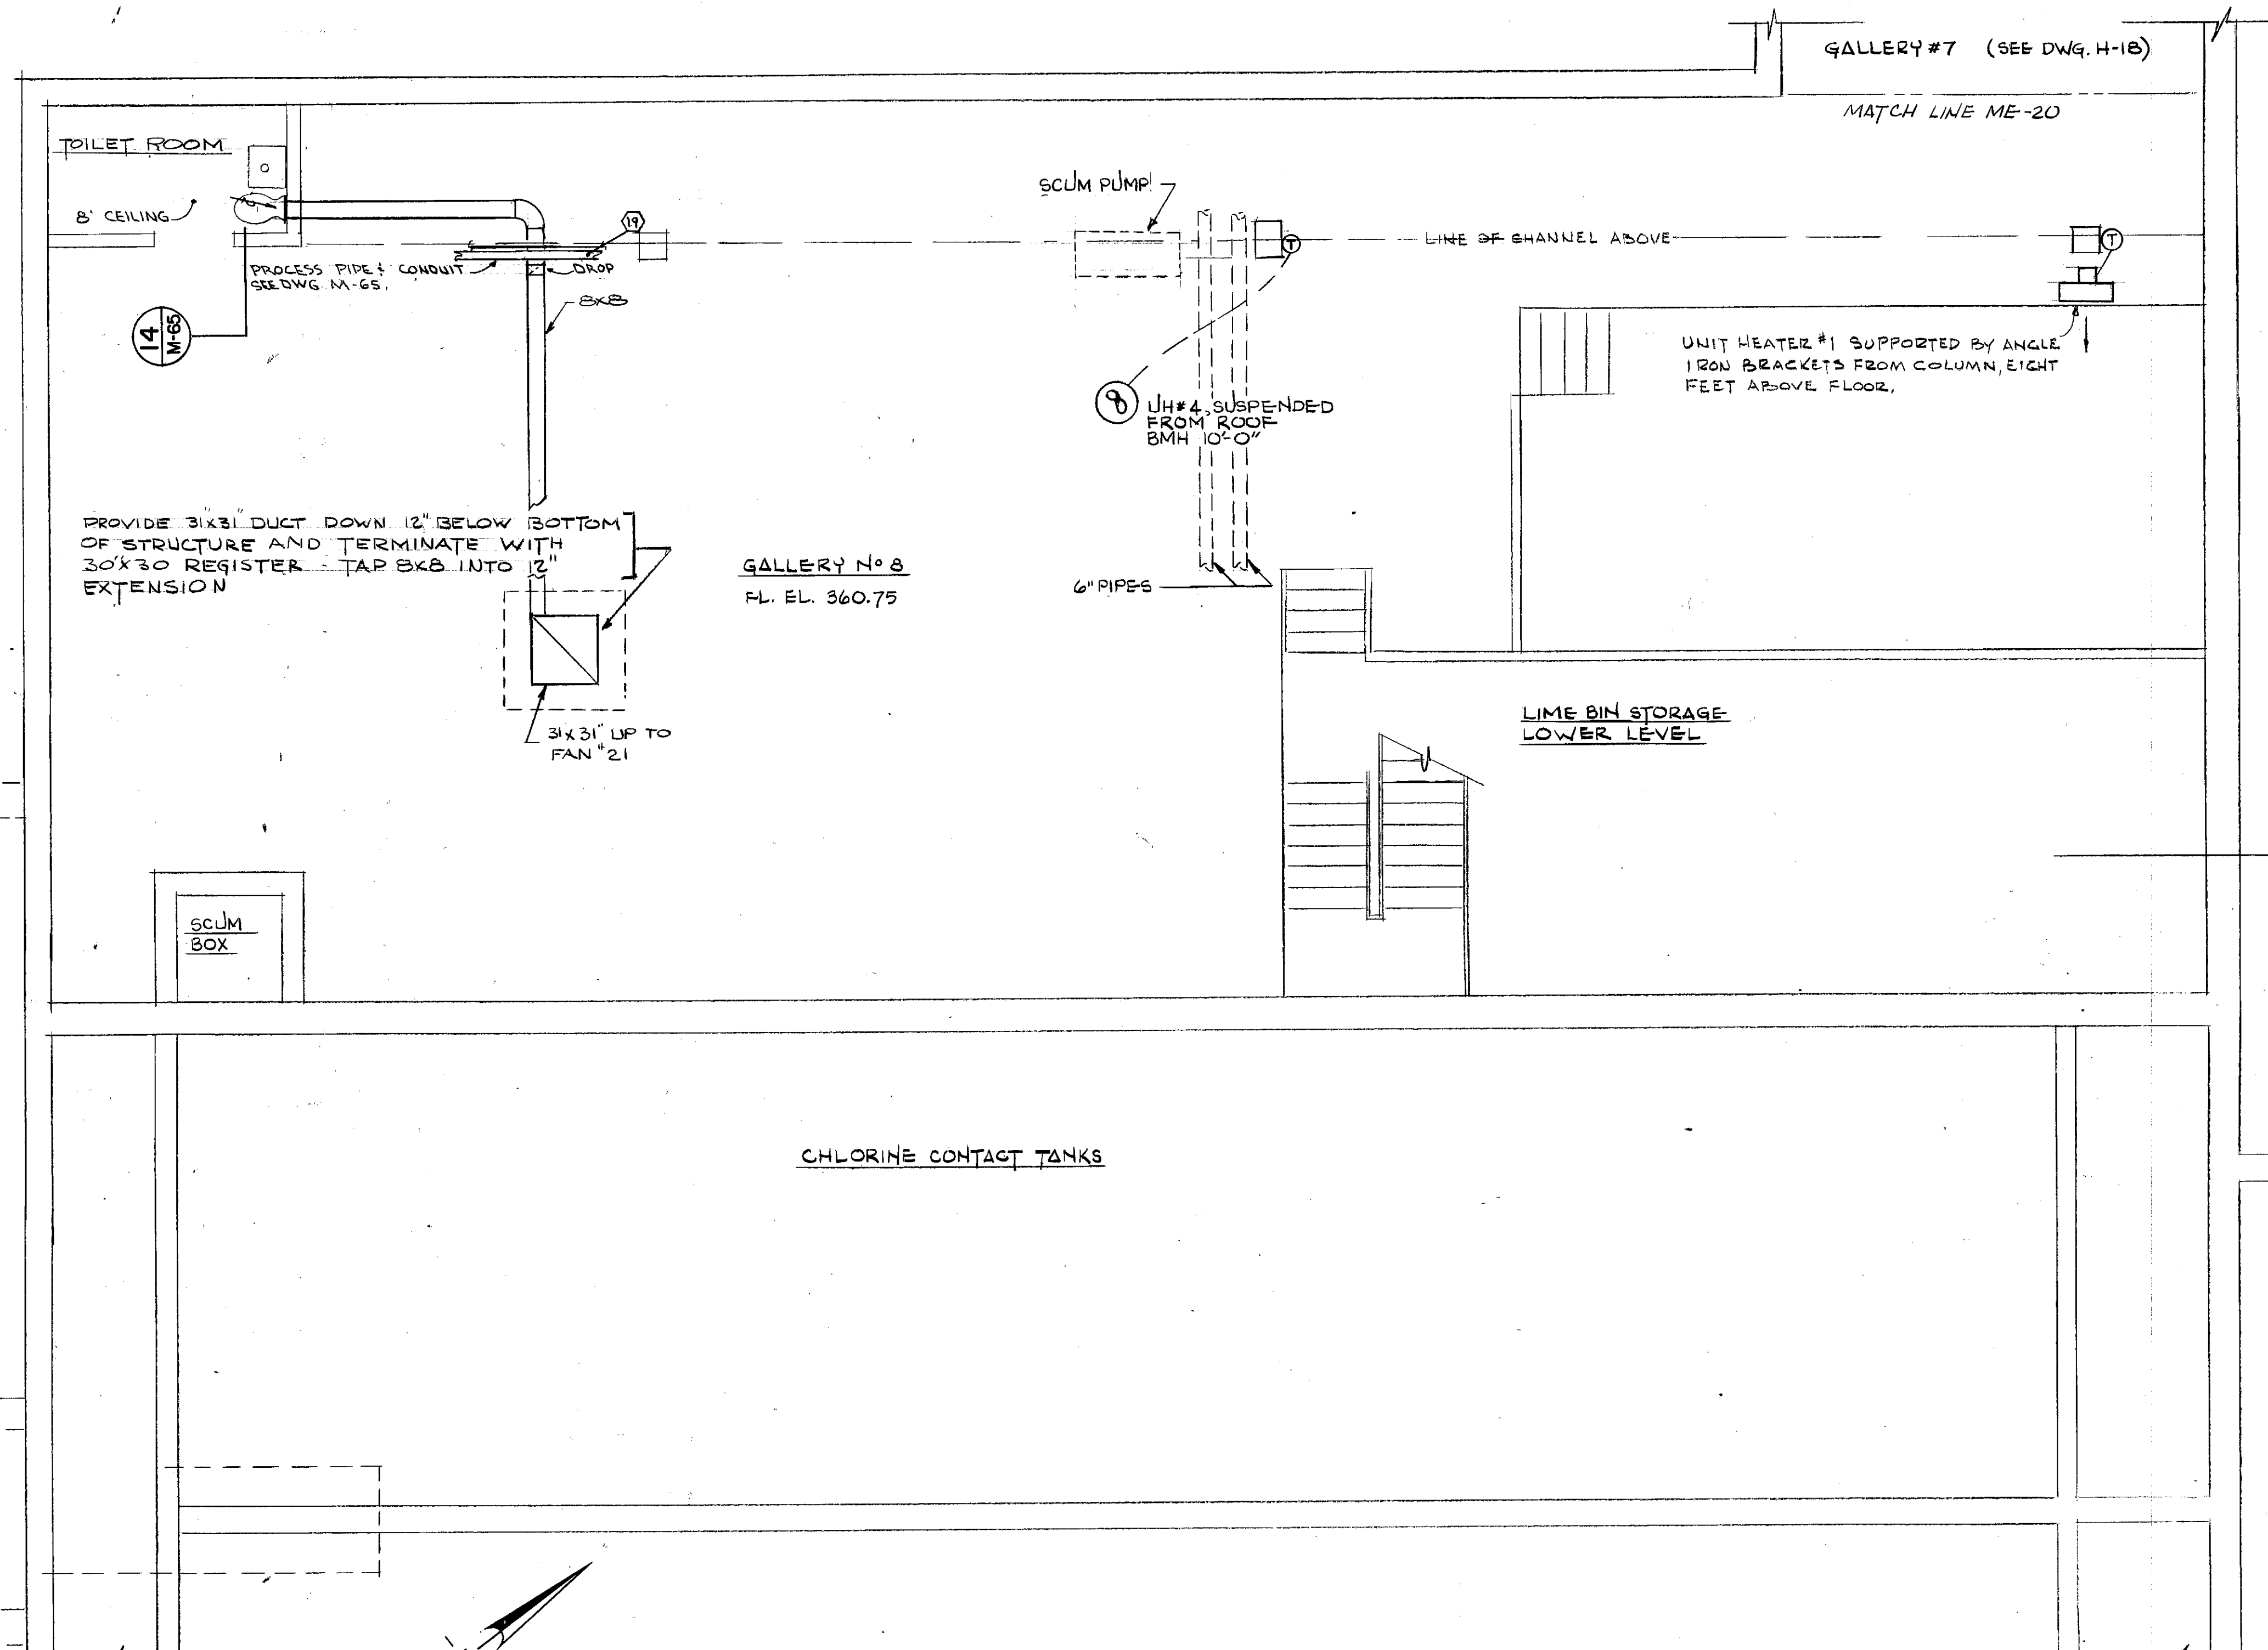 GALLERY #7 (SEE DWG. H-18)
MATCH LINE ME-20
TOILET ROOM
8' CEILING
SCUM PUMP
19
T
LINE OF CHANNEL ABOVE
T
PROCESS PIPE & CONDUIT
SEE DWG. M-65.
DROP
8x8
14
M-65
UNIT HEATER #1 SUPPORTED BY ANGLE
IRON BRACKETS FROM COLUMN, EIGHT
FEET ABOVE FLOOR.
8
UH#4, SUSPENDED
FROM ROOF
BMH 10'-0"
PROVIDE 31"x31" DUCT DOWN 12" BELOW BOTTOM
OF STRUCTURE AND TERMINATE WITH
30"x30 REGISTER - TAP 8x8 INTO 12"
EXTENSION
GALLERY No 8
FL. EL. 360.75
6" PIPES
31x31" UP TO
FAN #21
LIME BIN STORAGE
LOWER LEVEL
SCUM
BOX
CHLORINE CONTACT TANKS